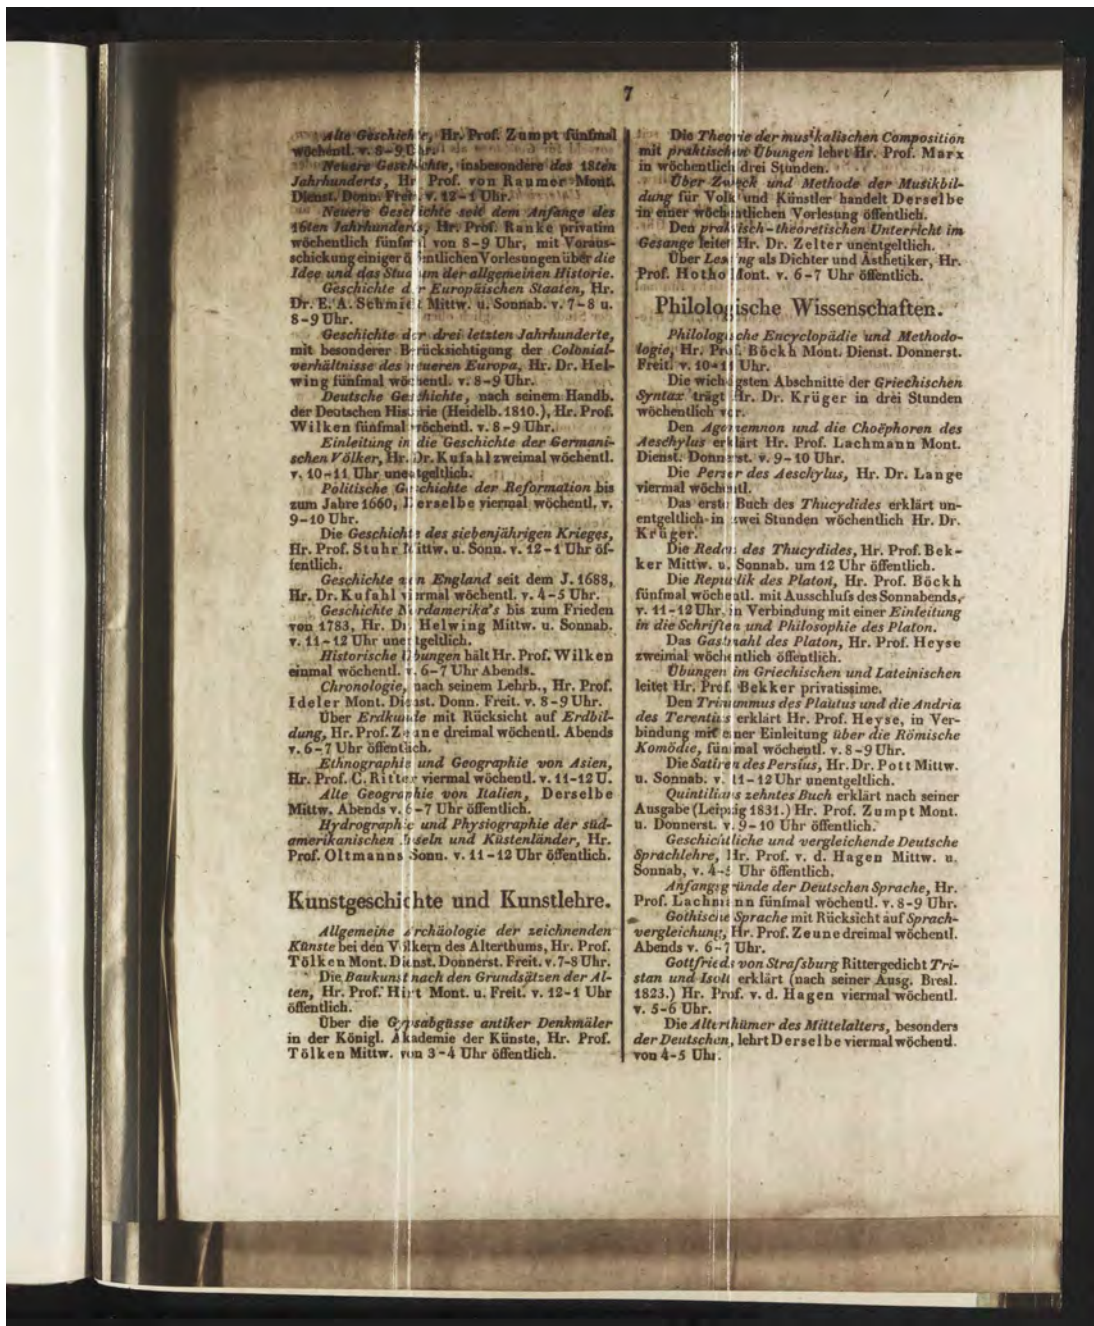 7
Alte Geschichte, Hr. Prof. Zumpt fünfmal
wöchentl. v. 8-9 Uhr.
Neuere Geschichte, insbesondere des 18ten
Jahrhunderts, Hr. Prof. von Raumer Mont.
Dienst. Donn. Freit. v. 12-1 Uhr.
Neuere Geschichte seit dem Anfange des
16ten Jahrhunderts, Hr. Prof. Ranke privatim
wöchentlich fünfmal von 8-9 Uhr, mit Voraus-
schickung einiger öffentlichen Vorlesungen über die
Idee und das Studium der allgemeinen Historie.
Geschichte der Europäischen Staaten, Hr.
Dr. E. A. Schmidt Mittw. u. Sonnab. v. 7-8 u.
8-9 Uhr.
Geschichte der drei letzten Jahrhunderte,
mit besonderer Berücksichtigung der Colonial-
verhältnisse des neueren Europa, Hr. Dr. Hel-
wing fünfmal wöchentl. v. 8-9 Uhr.
Deutsche Geschichte, nach seinem Handb.
der Deutschen Historie (Heidelb. 1810.), Hr. Prof.
Wilken fünfmal wöchentl. v. 8-9 Uhr.
Einleitung in die Geschichte der Germani-
schen Völker, Hr. Dr. Kufahl zweimal wöchentl.
v. 10-11 Uhr unentgeltlich.
Politische Geschichte der Reformation bis
zum Jahre 1660, Derselbe viermal wöchentl. v.
9-10 Uhr.
Die Geschichte des siebenjährigen Krieges,
Hr. Prof. Stuhr Mittw. u. Sonn. v. 12-1 Uhr öf-
fentlich.
Geschichte von England seit dem J. 1688,
Hr. Dr. Kufahl viermal wöchentl. v. 4-5 Uhr.
Geschichte Nordamerika's bis zum Frieden
von 1783, Hr. Dr. Helwing Mittw. u. Sonnab.
v. 11-12 Uhr unentgeltlich.
Historische Übungen hält Hr. Prof. Wilken
einmal wöchentl. v. 6-7 Uhr Abends.
Chronologie, nach seinem Lehrb., Hr. Prof.
Ideler Mont. Dienst. Donn. Freit. v. 8-9 Uhr.
Über Erdkunde mit Rücksicht auf Erdbil-
dung, Hr. Prof. Zeune dreimal wöchentl. Abends
v. 6-7 Uhr öffentlich.
Ethnographie und Geographie von Asien,
Hr. Prof. C. Ritter viermal wöchentl. v. 11-12 U.
Alte Geographie von Italien, Derselbe
Mittw. Abends v. 6-7 Uhr öffentlich.
Hydrographie und Physiographie der süd-
amerikanischen Inseln und Küstenländer, Hr.
Prof. Oltmanns Sonn. v. 11-12 Uhr öffentlich.
Kunstgeschichte und Kunstlehre.
Allgemeine Archäologie der zeichnenden
Künste bei den Völkern des Alterthums, Hr. Prof.
Tölken Mont. Dienst. Donnerst. Freit. v. 7-8 Uhr.
Die Baukunst nach den Grundsätzen der Al-
ten, Hr. Prof. Hirt Mont. u. Freit. v. 12-1 Uhr
öffentlich.
Über die Gypsabgüsse antiker Denkmäler
in der Königl. Akademie der Künste, Hr. Prof.
Tölken Mittw. von 3-4 Uhr öffentlich.
Die Theorie der musikalischen Composition
mit praktischen Übungen lehrt Hr. Prof. Marx
in wöchentlich drei Stunden.
Über Zweck und Methode der Musikbil-
dung für Volk und Künstler handelt Derselbe
in einer wöchentlichen Vorlesung öffentlich.
Den praktisch-theoretischen Unterricht im
Gesange leitet Hr. Dr. Zelter unentgeltlich.
Über Lessing als Dichter und Ästhetiker, Hr.
Prof. Hotho Mont. v. 6-7 Uhr öffentlich.
Philologische Wissenschaften.
Philologische Encyclopädie und Methodo-
logie, Hr. Prof. Böckh Mont. Dienst. Donnerst.
Freit. v. 10-11 Uhr.
Die wichtigsten Abschnitte der Griechischen
Syntax trägt Hr. Dr. Krüger in drei Stunden
wöchentlich vor.
Den Agamemnon und die Choëphoren des
Aeschylus erklärt Hr. Prof. Lachmann Mont.
Dienst. Donnerst. v. 9-10 Uhr.
Die Perser des Aeschylus, Hr. Dr. Lange
viermal wöchentl.
Das erste Buch des Thucydides erklärt un-
entgeltlich in zwei Stunden wöchentlich Hr. Dr.
Krüger.
Die Reden des Thucydides, Hr. Prof. Bek-
ker Mittw. u. Sonnab. um 12 Uhr öffentlich.
Die Republik des Platon, Hr. Prof. Böckh
fünfmal wöchentl. mit Ausschluſs des Sonnabends,
v. 11-12 Uhr, in Verbindung mit einer Einleitung
in die Schriften und Philosophie des Platon.
Das Gastmahl des Platon, Hr. Prof. Heyse
zweimal wöchentlich öffentlich.
Übungen im Griechischen und Lateinischen
leitet Hr. Prof. Bekker privatissime.
Den Trinummus des Plautus und die Andria
des Terentius erklärt Hr. Prof. Heyse, in Ver-
bindung mit einer Einleitung über die Römische
Komödie, fünfmal wöchentl. v. 8-9 Uhr.
Die Satiren des Persius, Hr. Dr. Pott Mittw.
u. Sonnab. v. 11-12 Uhr unentgeltlich.
Quintilians zehntes Buch erklärt nach seiner
Ausgabe (Leipzig 1831.) Hr. Prof. Zumpt Mont.
u. Donnerst. v. 9-10 Uhr öffentlich.
Geschichtliche und vergleichende Deutsche
Sprachlehre, Hr. Prof. v. d. Hagen Mittw. u.
Sonnab. v. 4-5 Uhr öffentlich.
Anfangsgründe der Deutschen Sprache, Hr.
Prof. Lachmann fünfmal wöchentl. v. 8-9 Uhr.
Gothische Sprache mit Rücksicht auf Sprach-
vergleichung, Hr. Prof. Zeune dreimal wöchentl.
Abends v. 6-7 Uhr.
Gottfrieds von Straſsburg Rittergedicht Tri-
stan und Isolt erklärt (nach seiner Ausg. Bresl.
1823.) Hr. Prof. v. d. Hagen viermal wöchentl.
v. 5-6 Uhr.
Die Alterthümer des Mittelalters, besonders
der Deutschen, lehrt Derselbe viermal wöchentl.
von 4-5 Uhr.